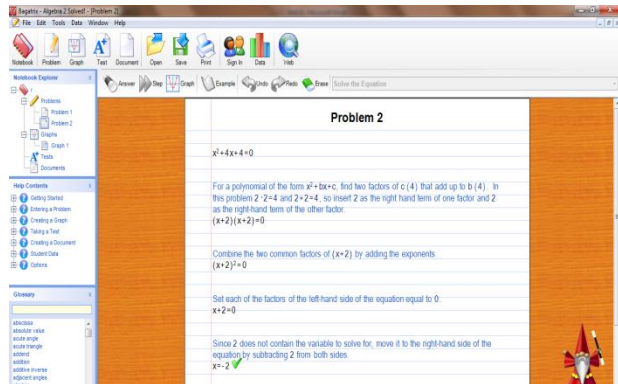 Bagatrix - Algebra 2 Solved! - [Problem 2]
File Edit Tools Data Window Help
Notebook Problem Graph Test Document Open Save Print Sign In Data Web
Notebook Explorer
Answer Step Graph Example Undo Redo Erase Solve the Equation
Problems
Problem 1
Problem 2
Graphs
Graph 1
Tests
Documents
Help Contents
Getting Started
Entering a Problem
Creating a Graph
Taking a Test
Creating a Document
Student Data
Options
Glossary
abscissa
absolute value
acute angle
acute triangle
addend
addition
additive inverse
adjacent angles
Problem 2
x²+4x+4=0
For a polynomial of the form x²+bx+c, find two factors of c (4) that add up to b (4). In
this problem 2·2=4 and 2+2=4, so insert 2 as the right hand term of one factor and 2
as the right-hand term of the other factor.
(x+2)(x+2)=0
Combine the two common factors of (x+2) by adding the exponents.
(x+2)²=0
Set each of the factors of the left-hand side of the equation equal to 0.
x+2=0
Since 2 does not contain the variable to solve for, move it to the right-hand side of the
equation by subtracting 2 from both sides.
x=-2